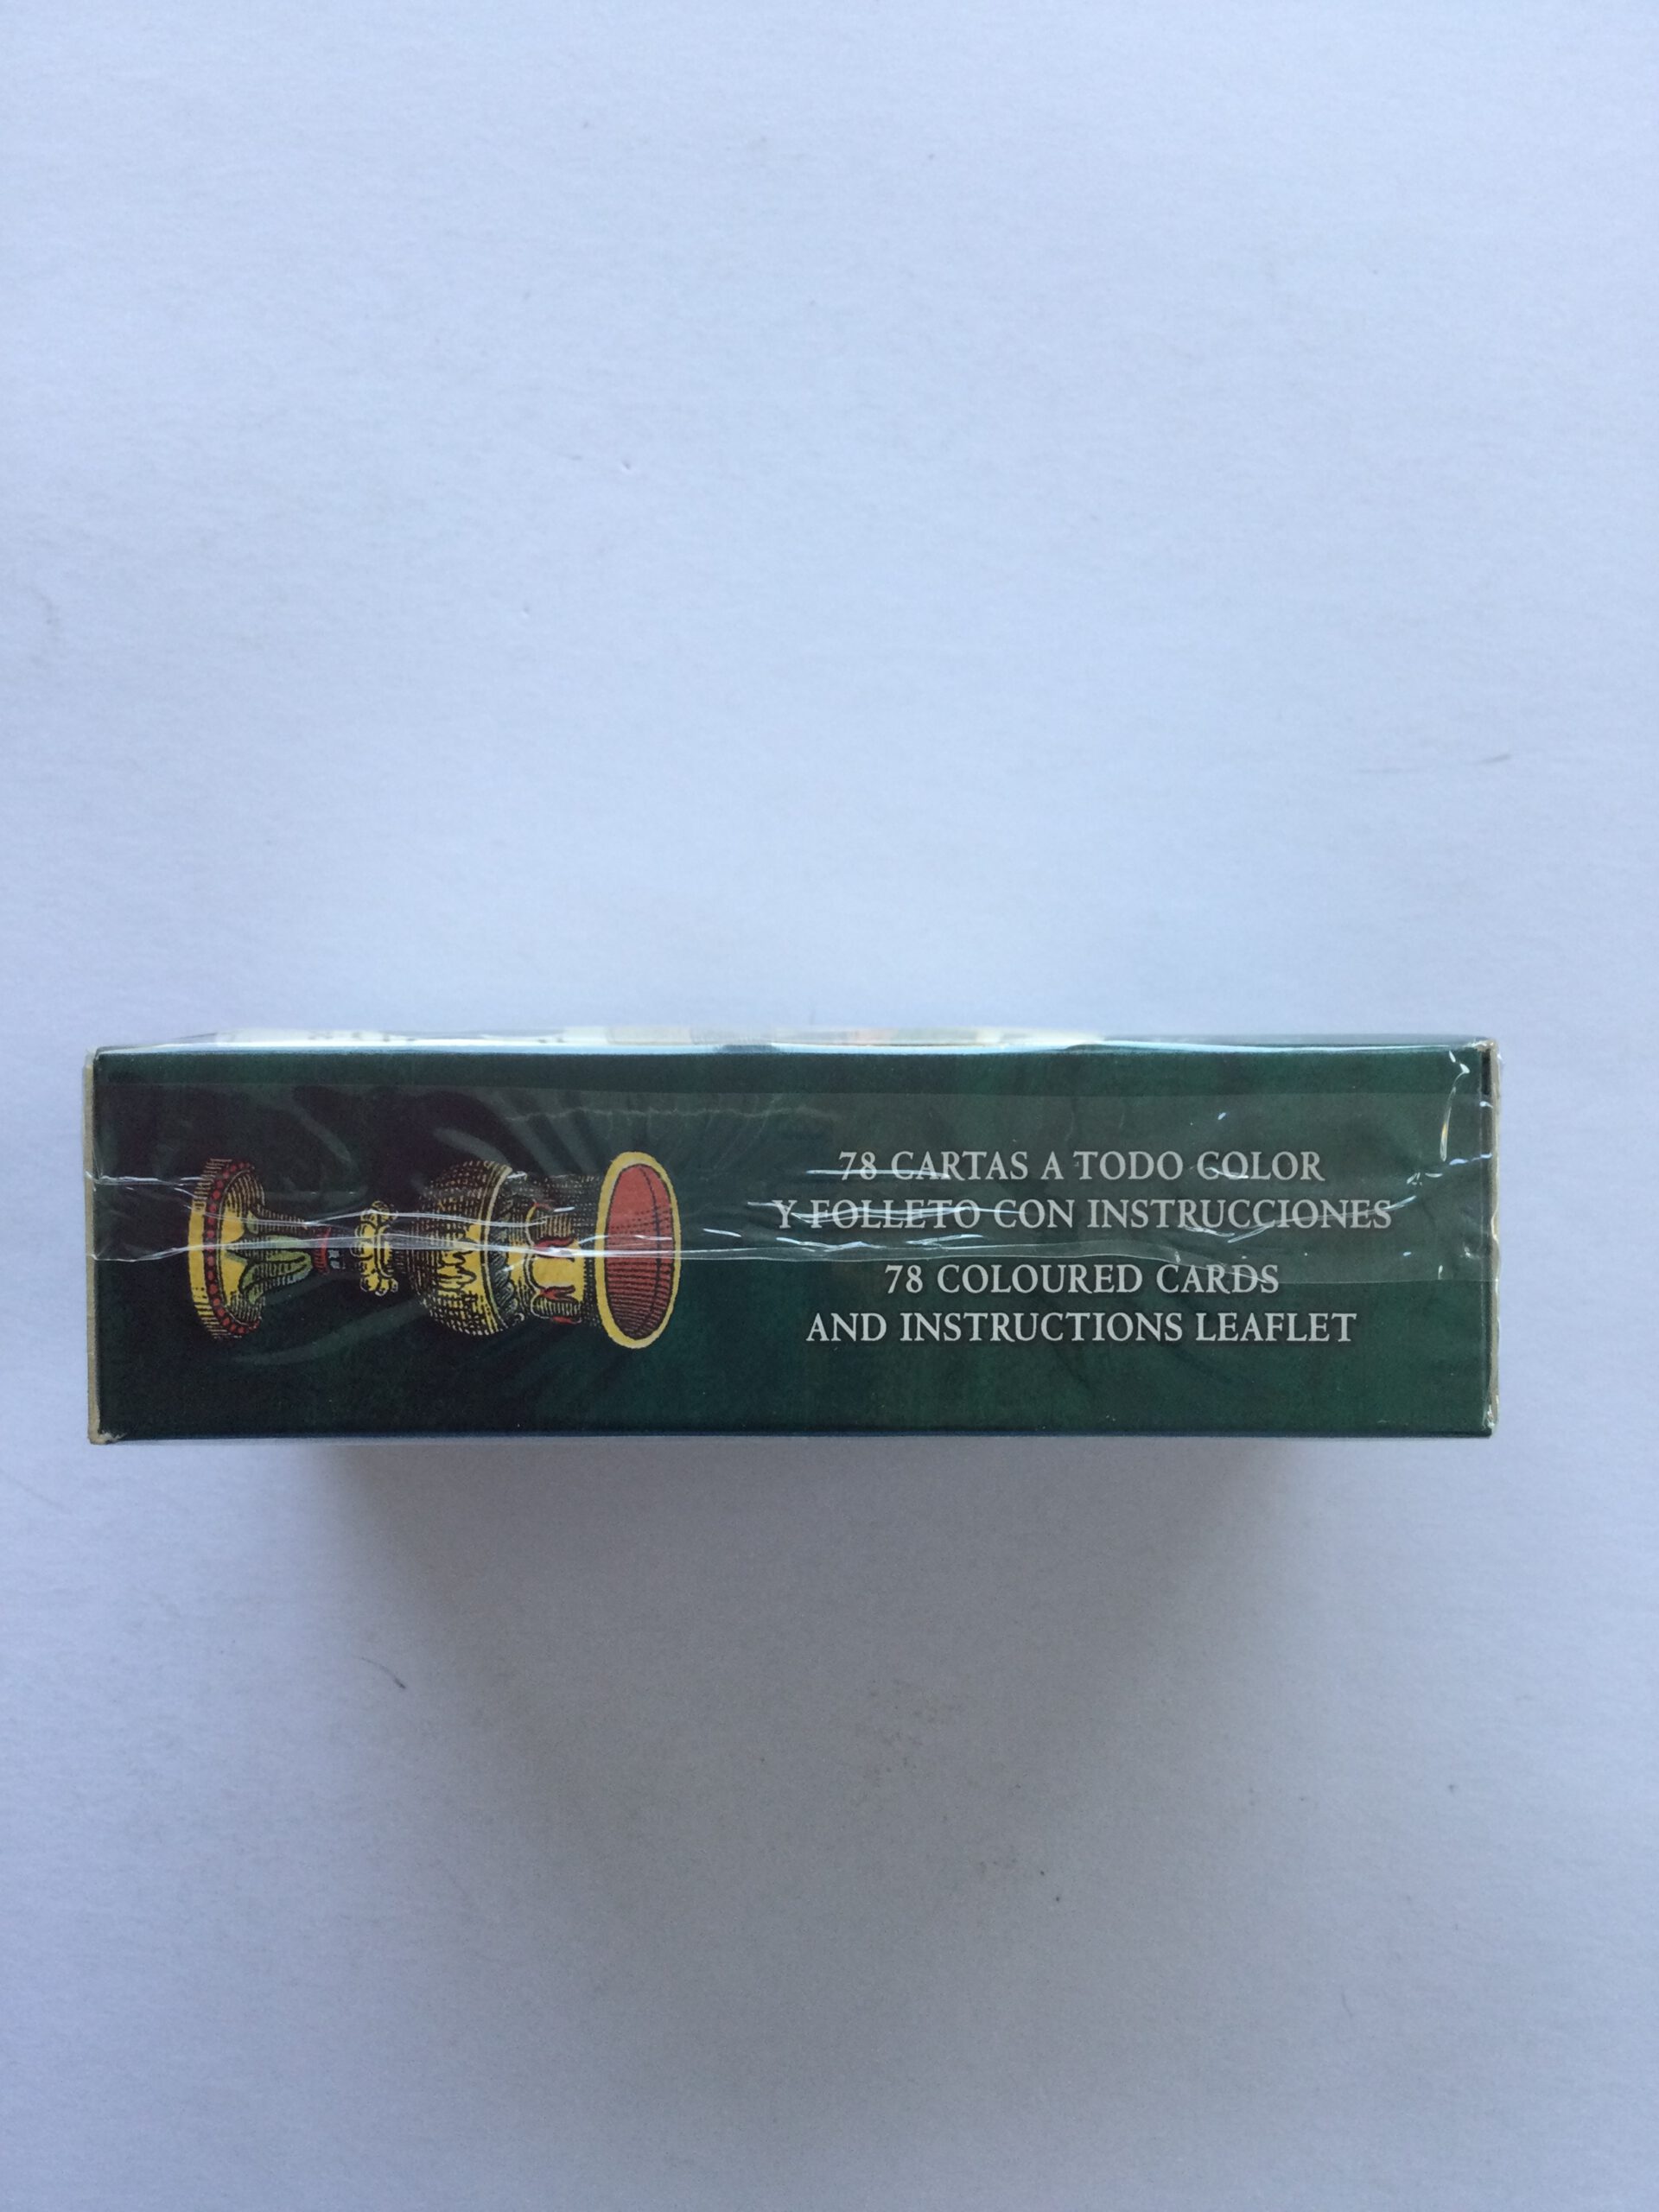 78 CARTAS A TODO COLOR
Y FOLLETO CON INSTRUCCIONES
78 COLOURED CARDS
AND INSTRUCTIONS LEAFLET